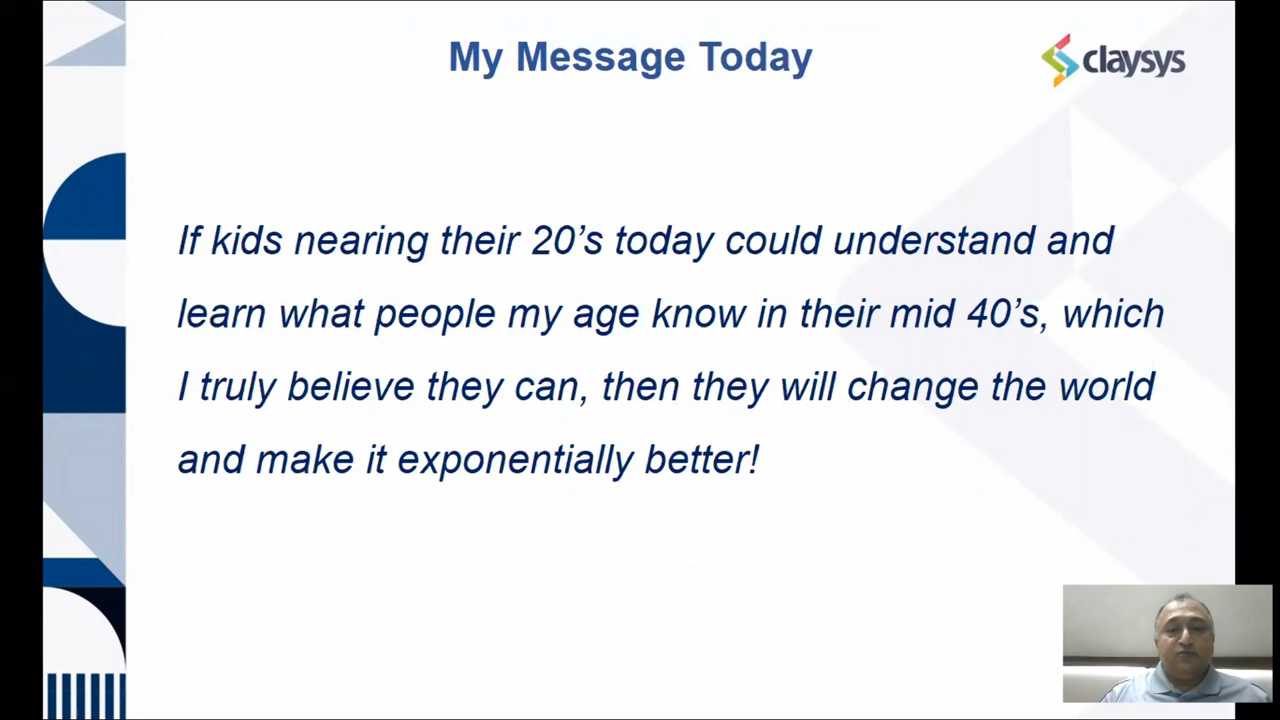 My Message Today
claysys
If kids nearing their 20’s today could understand and
learn what people my age know in their mid 40’s, which
I truly believe they can, then they will change the world
and make it exponentially better!